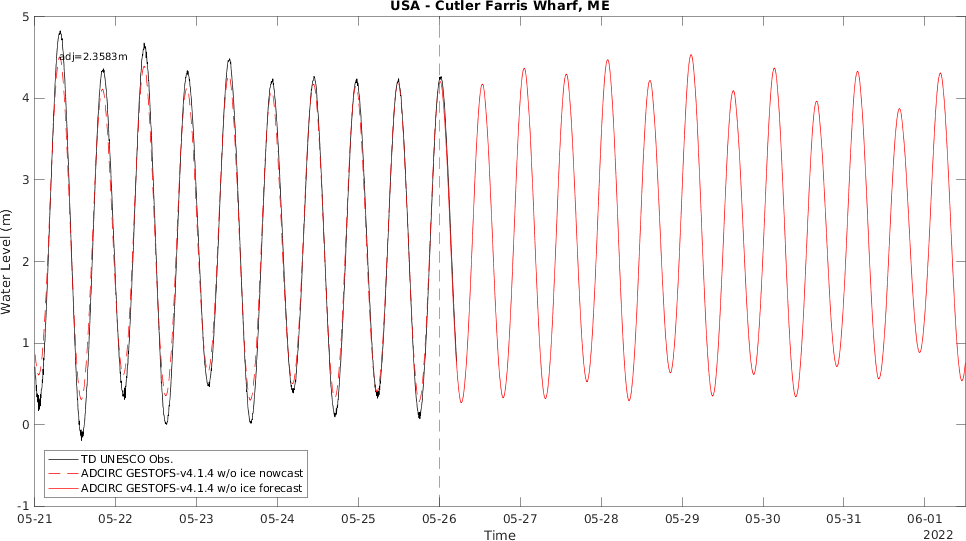 USA - Cutler Farris Wharf, ME
5
adj=2.3583m
4
3
2
1
0
-1
Water Level (m)
TD UNESCO Obs.
ADCIRC GESTOFS-v4.1.4 w/o ice nowcast
ADCIRC GESTOFS-v4.1.4 w/o ice forecast
05-21 05-22 05-23 05-24 05-25 05-26 05-27 05-28 05-29 05-30 05-31 06-01
Time
2022